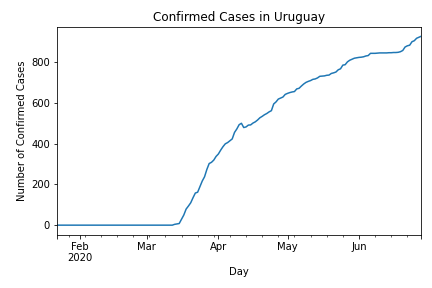 Confirmed Cases in Uruguay
Number of Confirmed Cases
800
600
400
200
0
Feb Mar Apr May Jun
2020
Day